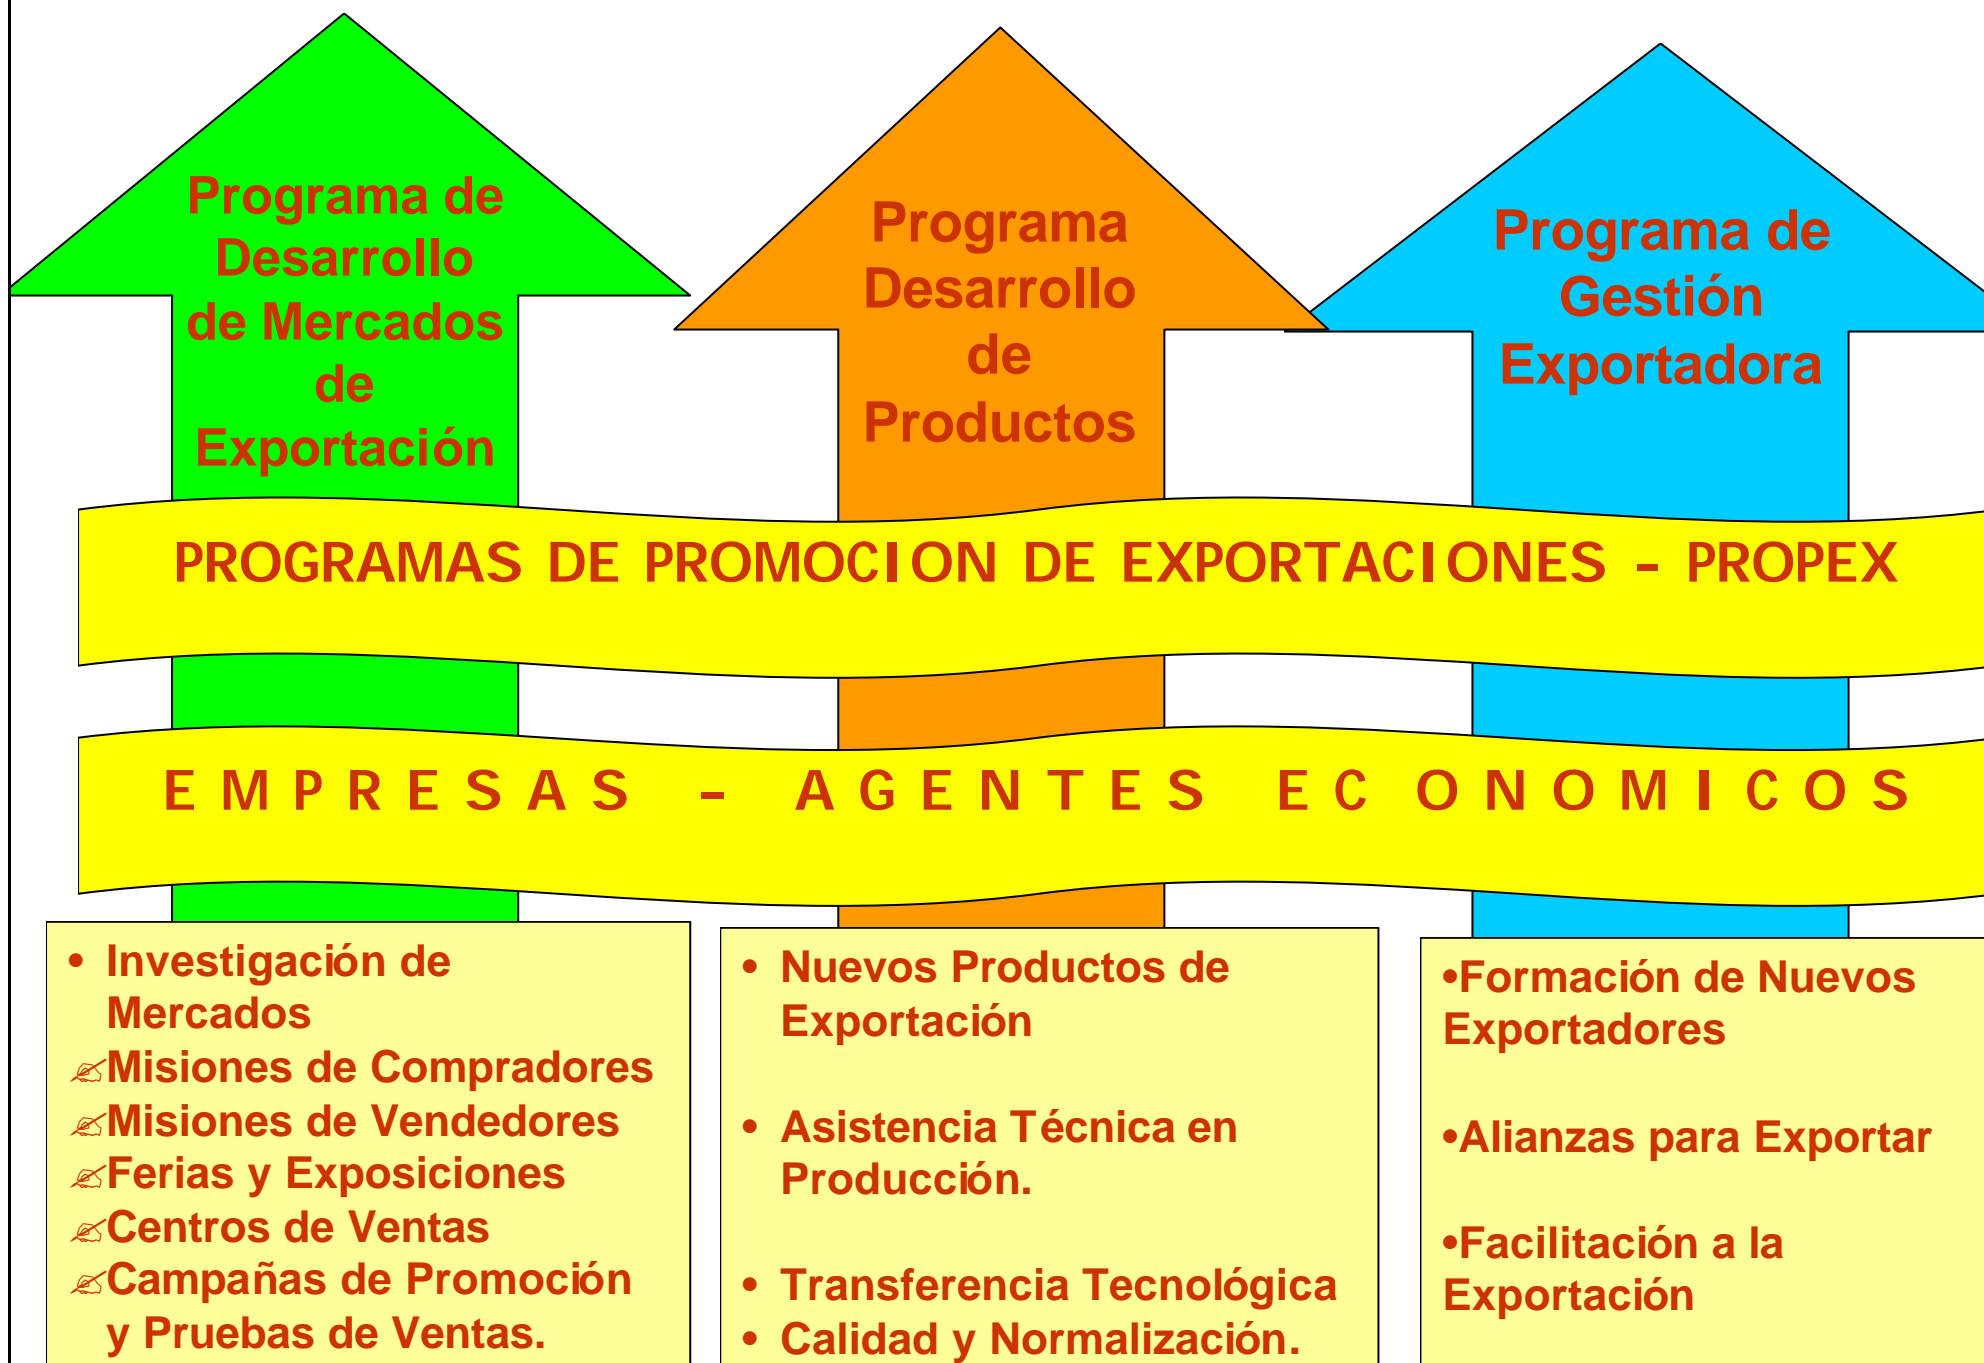 Programa de
Desarrollo
de Mercados
de
Exportación
Programa
Desarrollo
de
Productos
Programa de
Gestión
Exportadora
PROGRAMAS DE PROMOCION DE EXPORTACIONES - PROPEX
EMPRESAS - AGENTES ECONOMICOS
• Investigación de
Mercados
Misiones de Compradores
Misiones de Vendedores
Ferias y Exposiciones
Centros de Ventas
Campañas de Promoción
y Pruebas de Ventas.
• Nuevos Productos de
Exportación
• Asistencia Técnica en
Producción.
• Transferencia Tecnológica
• Calidad y Normalización.
•Formación de Nuevos
Exportadores
•Alianzas para Exportar
•Facilitación a la
Exportación